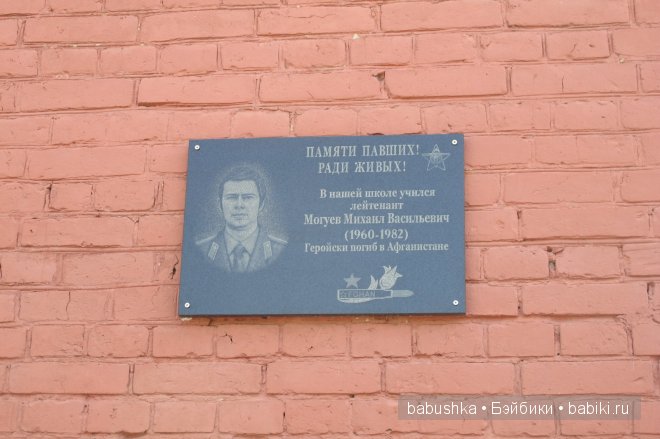 ПАМЯТИ ПАВШИХ!
РАДИ ЖИВЫХ!
В НАШЕЙ ШКОЛЕ УЧИЛСЯ
ЛЕЙТЕНАНТ
МОГУЕВ МИХАИЛ ВАСИЛЬЕВИЧ
(1960-1982)
ГЕРОЙСКИ ПОГИБ В АФГАНИСТАНЕ
babushka • Бэйбики • babiki.ru